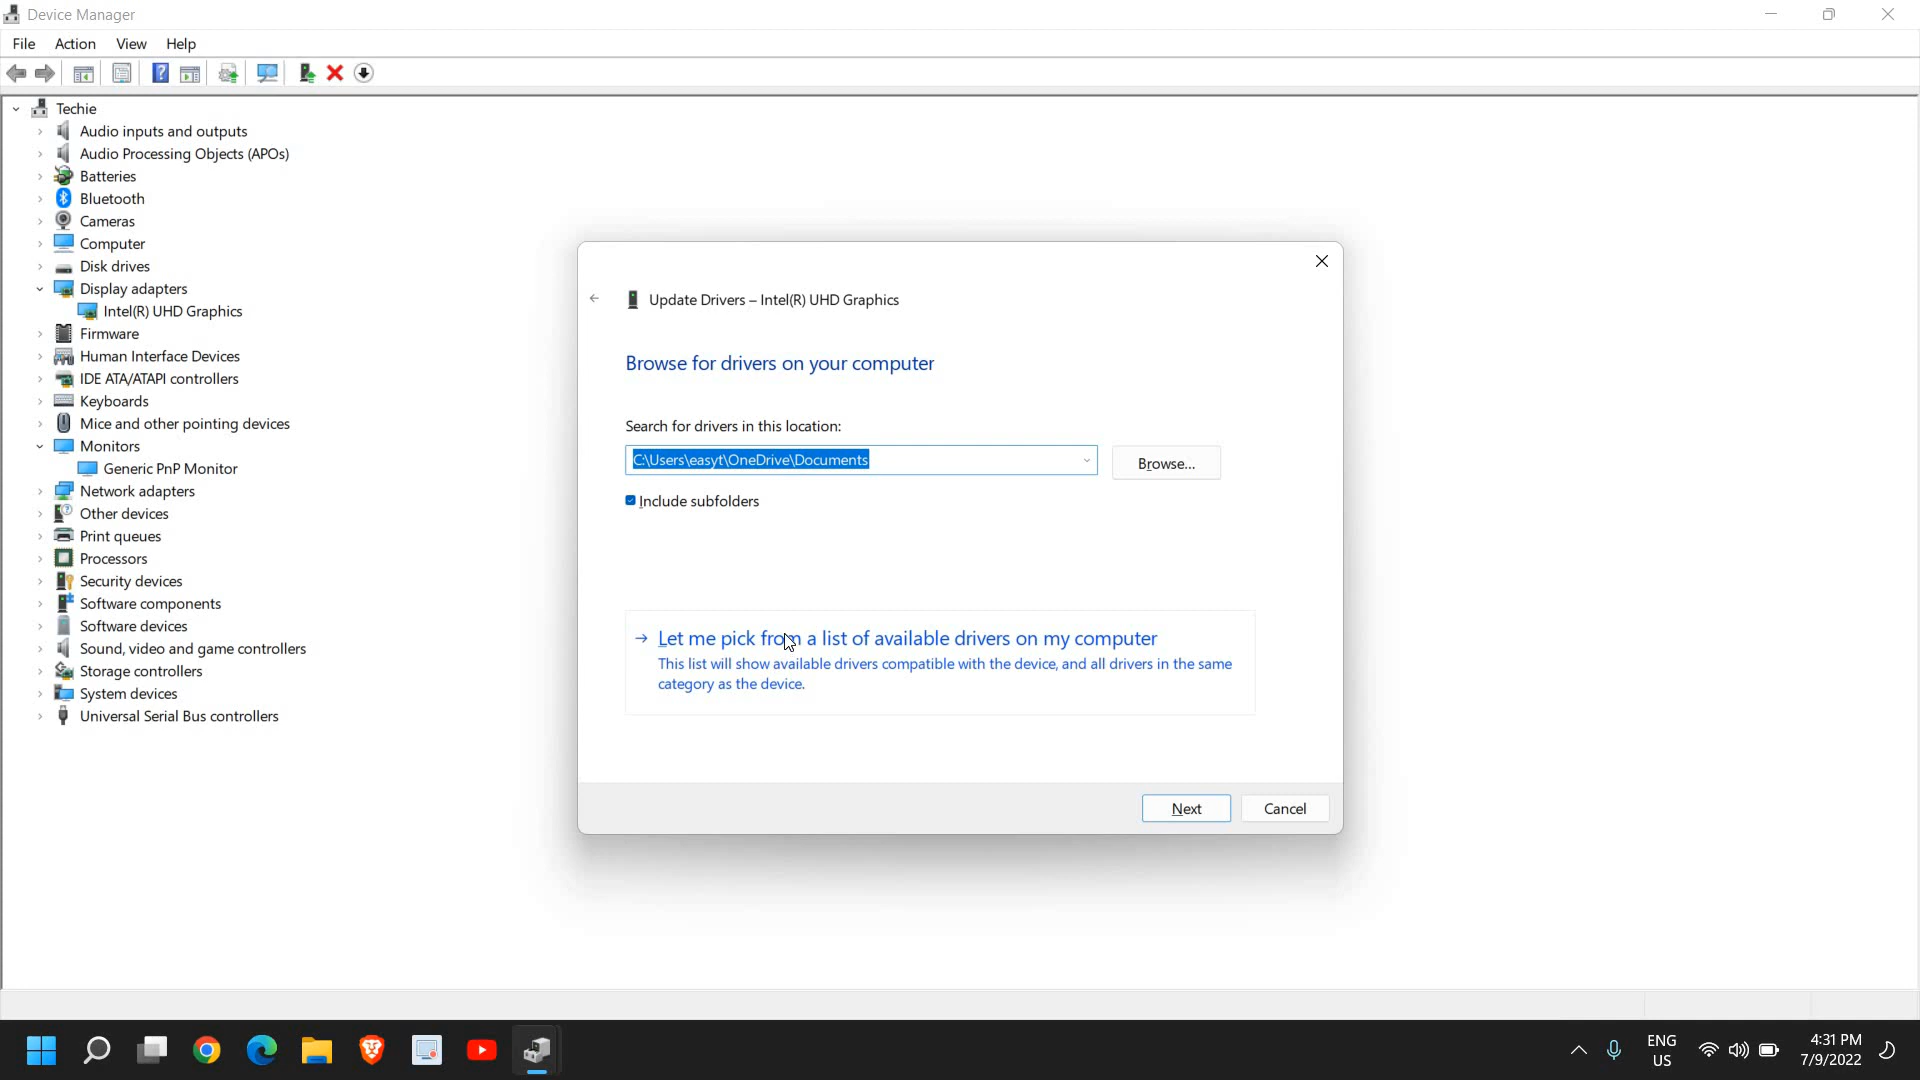 Device Manager
File Action View Help
Techie
Audio inputs and outputs
Audio Processing Objects (APOs)
Batteries
Bluetooth
Cameras
Computer
Disk drives
Display adapters
Intel(R) UHD Graphics
Firmware
Human Interface Devices
IDE ATA/ATAPI controllers
Keyboards
Mice and other pointing devices
Monitors
Generic PnP Monitor
Network adapters
Other devices
Print queues
Processors
Security devices
Software components
Software devices
Sound, video and game controllers
Storage controllers
System devices
Universal Serial Bus controllers
Update Drivers – Intel(R) UHD Graphics
Browse for drivers on your computer
Search for drivers in this location:
C:\Users\easyt\OneDrive\Documents
Browse...
Include subfolders
Let me pick from a list of available drivers on my computer
This list will show available drivers compatible with the device, and all drivers in the same
category as the device.
Next Cancel
ENG
US
4:31 PM
7/9/2022